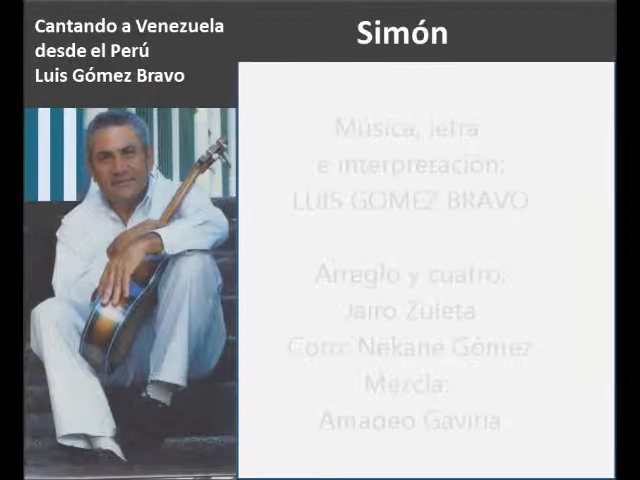 Cantando a Venezuela
desde el Perú
Luis Gómez Bravo
Simón
Música, letra
e interpretación:
LUIS GOMEZ BRAVO
Arreglo y cuatro:
Jairo Zuleta
Coro: Nekane Gómez
Mezcla:
Amadeo Gaviria